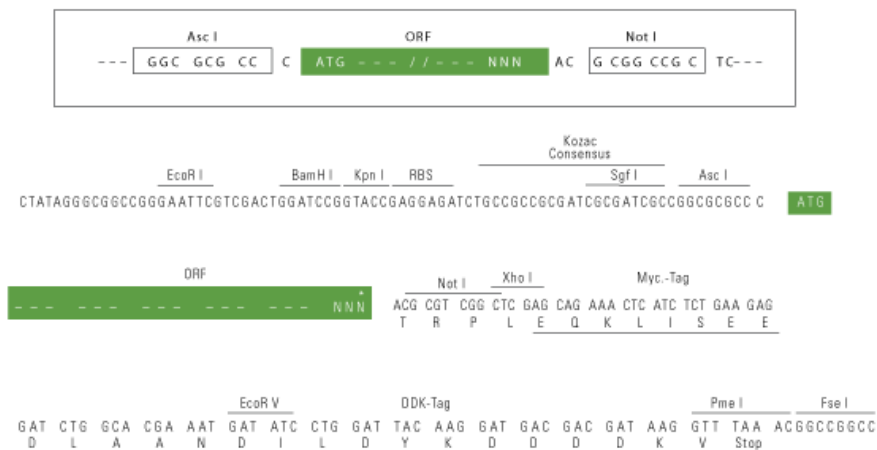 Asc I ORF Not I
--- GGC GCG CC C ATG --- // --- NNN AC G CGG CCG C TC---
Kozac
Consensus
EcoR I BamH I Kpn I RBS Sgf I Asc I
CTATAGGGCGGCCGGGAATTCGTCGACTGGATCCGGTACCGAGGAGATCTGCCGCCGCGATCGCGATCGCCGGCGCGCC C ATG
ORF Not I Xho I Myc.-Tag
--- --- --- --- --- NNN ACG CGT CGG CTC GAG CAG AAA CTC ATC TCT GAA GAG
T R P L E Q K L I S E E
EcoR V DDK-Tag Pme I Fse I
GAT CTG GCA CGA AAT GAT ATC CTG GAT TAC AAG GAT GAC GAC GAT AAG GTT TAA ACGGCCGGCC
D L A A N D I L D Y K D D D D K V Stop